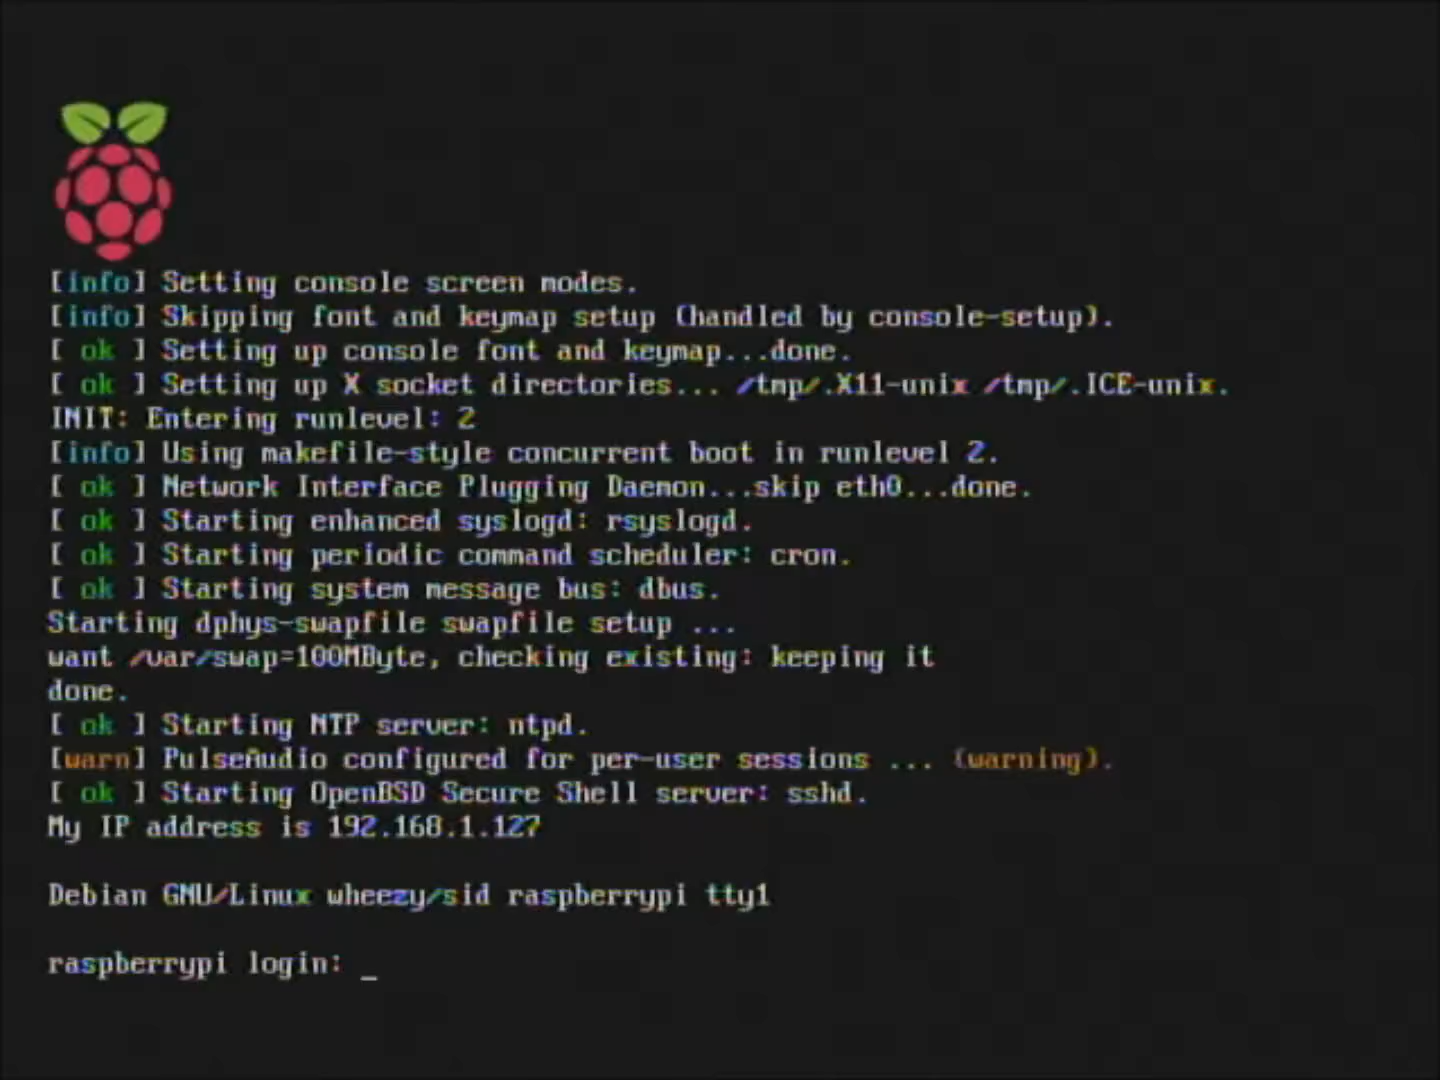 [info] Setting console screen modes.
[info] Skipping font and keymap setup (handled by console-setup).
[ ok ] Setting up console font and keymap...done.
[ ok ] Setting up X socket directories... /tmp/.X11-unix /tmp/.ICE-unix.
INIT: Entering runlevel: 2
[info] Using makefile-style concurrent boot in runlevel 2.
[ ok ] Network Interface Plugging Daemon...skip eth0...done.
[ ok ] Starting enhanced syslogd: rsyslogd.
[ ok ] Starting periodic command scheduler: cron.
[ ok ] Starting system message bus: dbus.
Starting dphys-swapfile swapfile setup ...
want /var/swap=100MByte, checking existing: keeping it
done.
[ ok ] Starting NTP server: ntpd.
[warn] PulseAudio configured for per-user sessions ... (warning).
[ ok ] Starting OpenBSD Secure Shell server: sshd.
My IP address is 192.168.1.127
Debian GNU/Linux wheezy/sid raspberrypi tty1
raspberrypi login: _